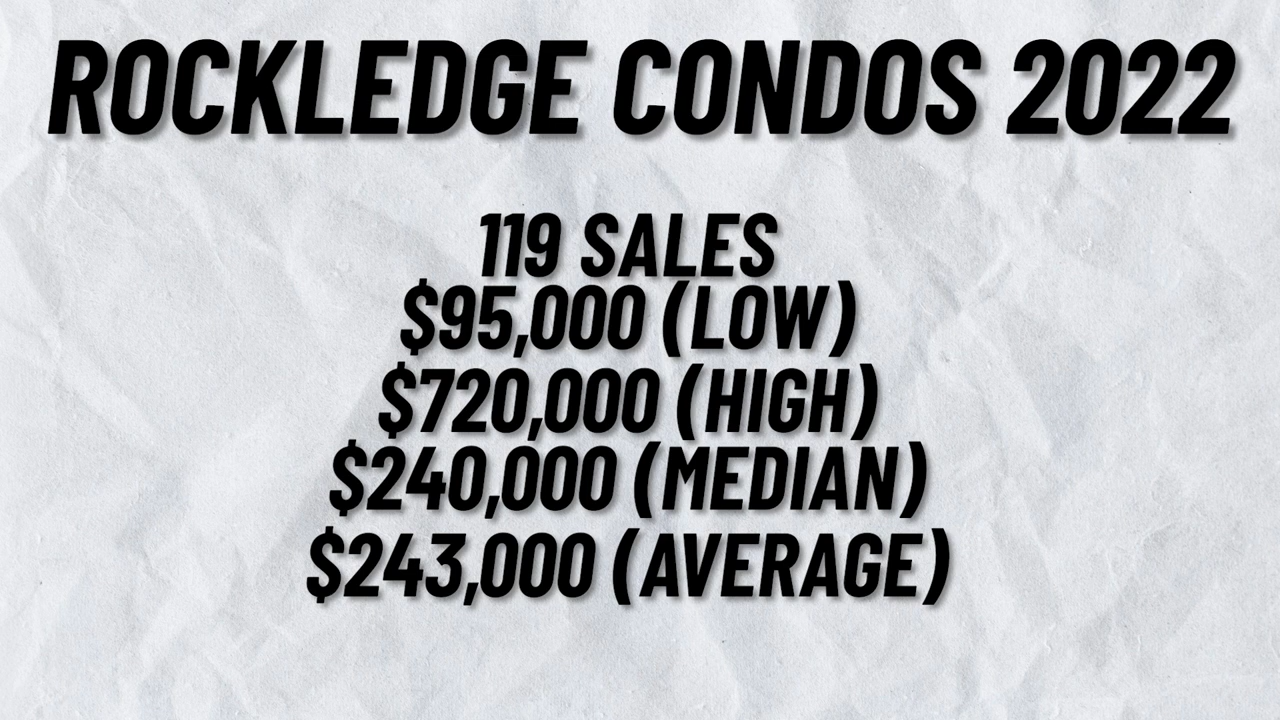 ROCKLEDGE CONDOS 2022
119 SALES
$95,000 (LOW)
$720,000 (HIGH)
$240,000 (MEDIAN)
$243,000 (AVERAGE)